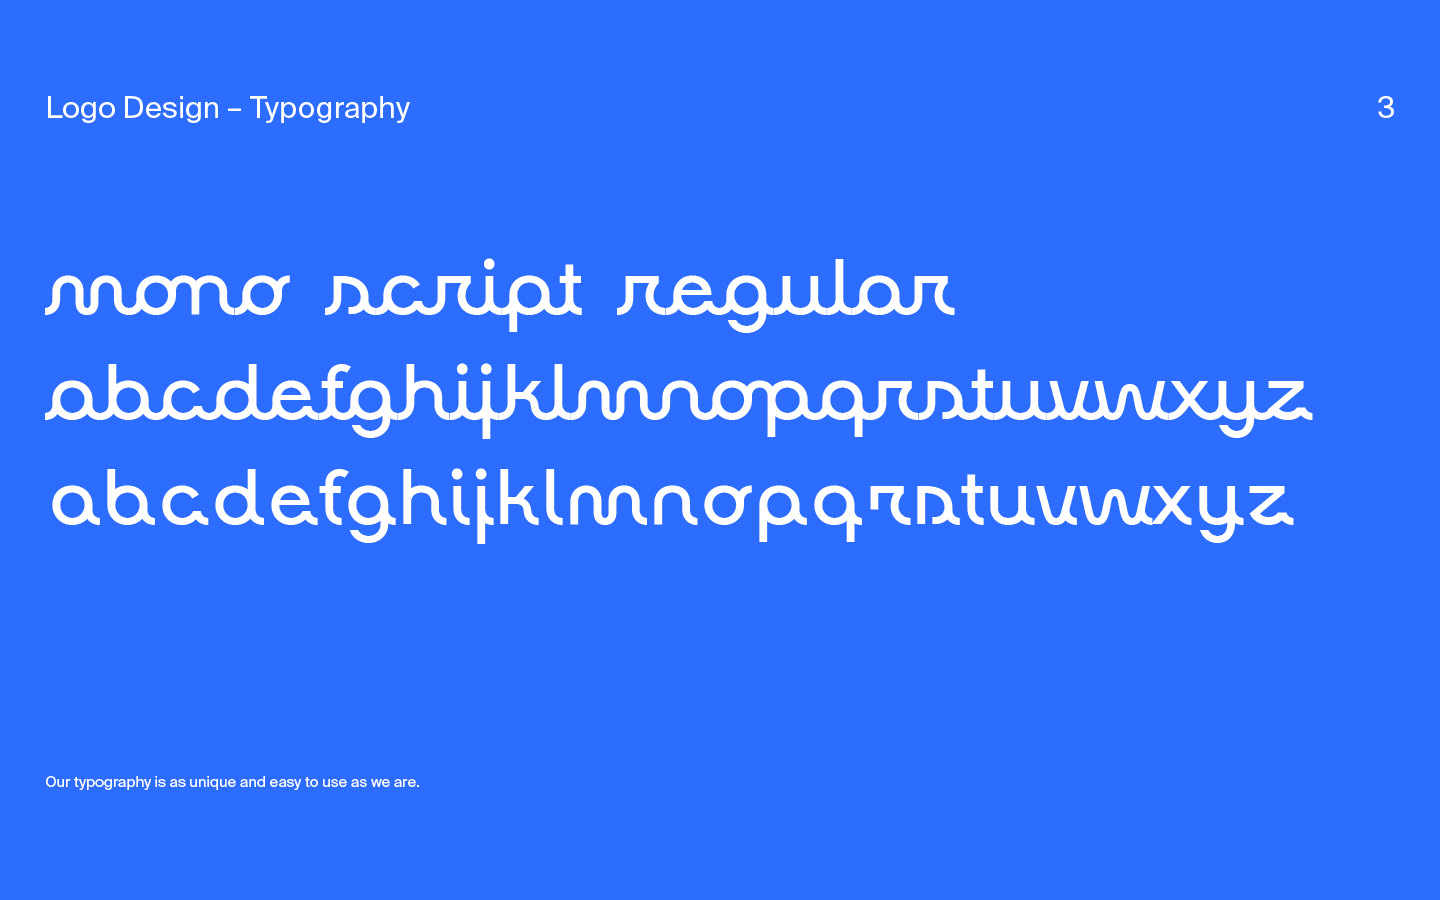 Logo Design – Typography
3
mono script regular
abcdefghijklmnopqrstuvwxyz
abcdefghijklmnopqrstuvwxyz
Our typography is as unique and easy to use as we are.